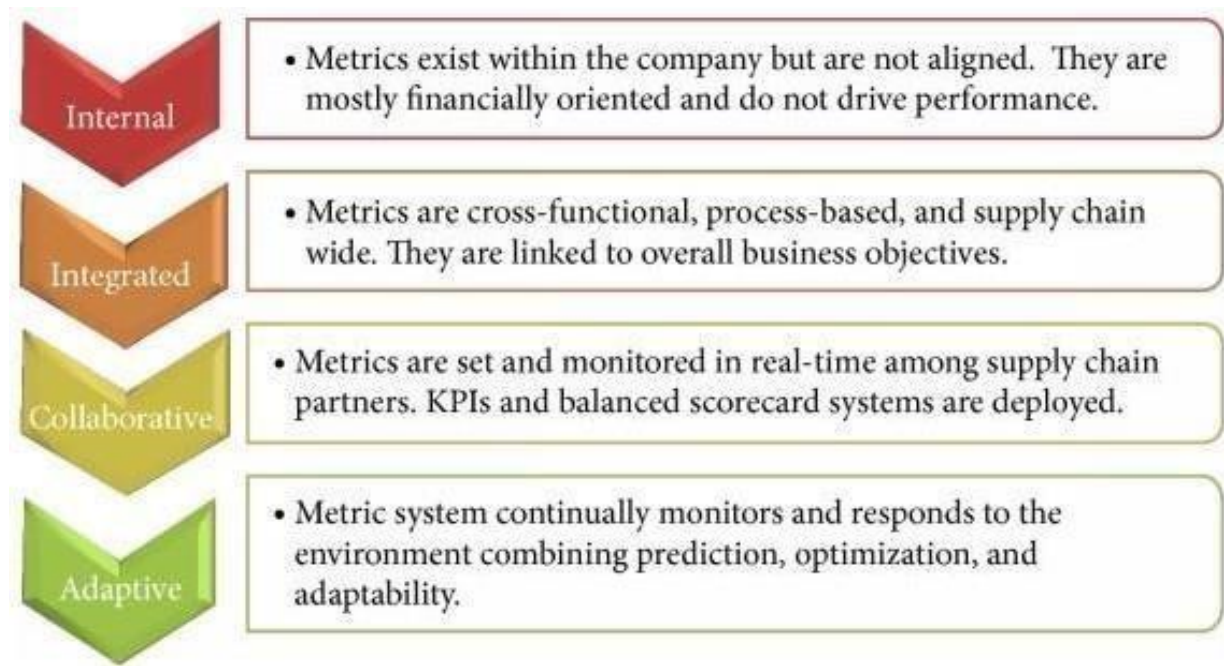 Internal
• Metrics exist within the company but are not aligned. They are
mostly financially oriented and do not drive performance.
Integrated
• Metrics are cross-functional, process-based, and supply chain
wide. They are linked to overall business objectives.
Collaborative
• Metrics are set and monitored in real-time among supply chain
partners. KPIs and balanced scorecard systems are deployed.
Adaptive
• Metric system continually monitors and responds to the
environment combining prediction, optimization, and
adaptability.